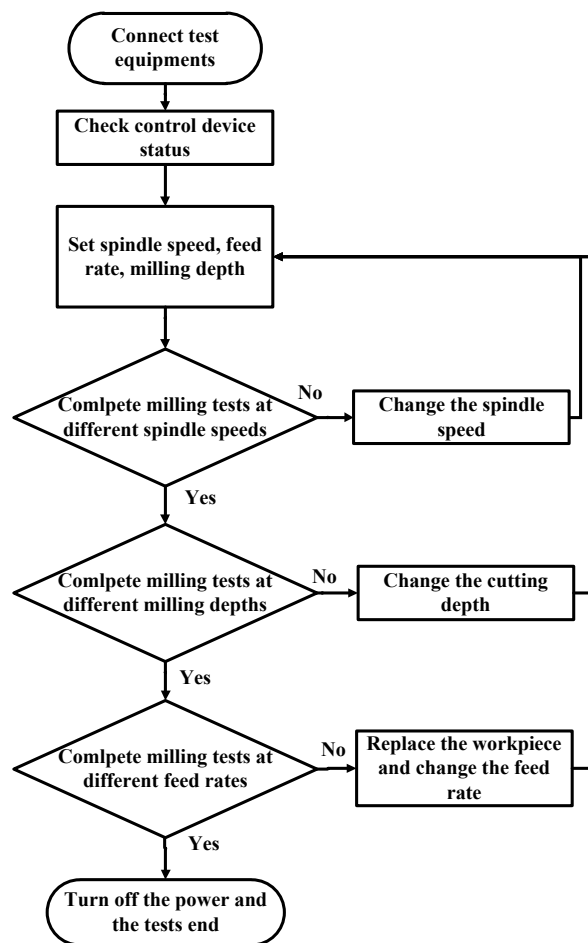 Connect test
equipments
Check control device
status
Set spindle speed, feed
rate, milling depth
Comlpete milling tests at
different spindle speeds
No
Change the spindle
speed
Yes
Comlpete milling tests at
different milling depths
No
Change the cutting
depth
Yes
Comlpete milling tests at
different feed rates
No
Replace the workpiece
and change the feed
rate
Yes
Turn off the power and
the tests end